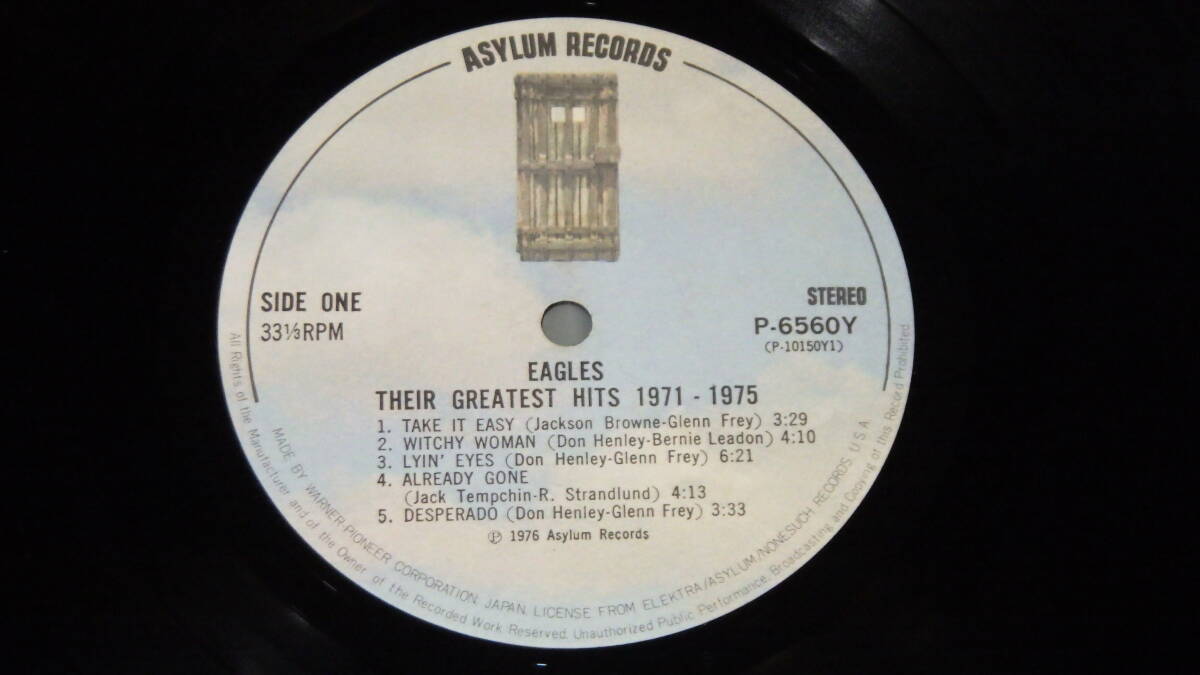 ASYLUM RECORDS
SIDE ONE
33⅓RPM
STEREO
P-6560Y
(P-10150Y1)
EAGLES
THEIR GREATEST HITS 1971 - 1975
1. TAKE IT EASY (Jackson Browne-Glenn Frey) 3:29
2. WITCHY WOMAN (Don Henley-Bernie Leadon) 4:10
3. LYIN' EYES (Don Henley-Glenn Frey) 6:21
4. ALREADY GONE
(Jack Tempchin-R. Strandlund) 4:13
5. DESPERADO (Don Henley-Glenn Frey) 3:33
Ⓟ 1976 Asylum Records
MADE BY WARNER-PIONEER CORPORATION, JAPAN. LICENSE FROM ELEKTRA/ASYLUM/NONESUCH RECORDS, U.S.A.
All Rights of the Manufacturer and of the Owner of the Recorded Work Reserved. Unauthorized Public Performance, Broadcasting and Copying of this Record Prohibited.